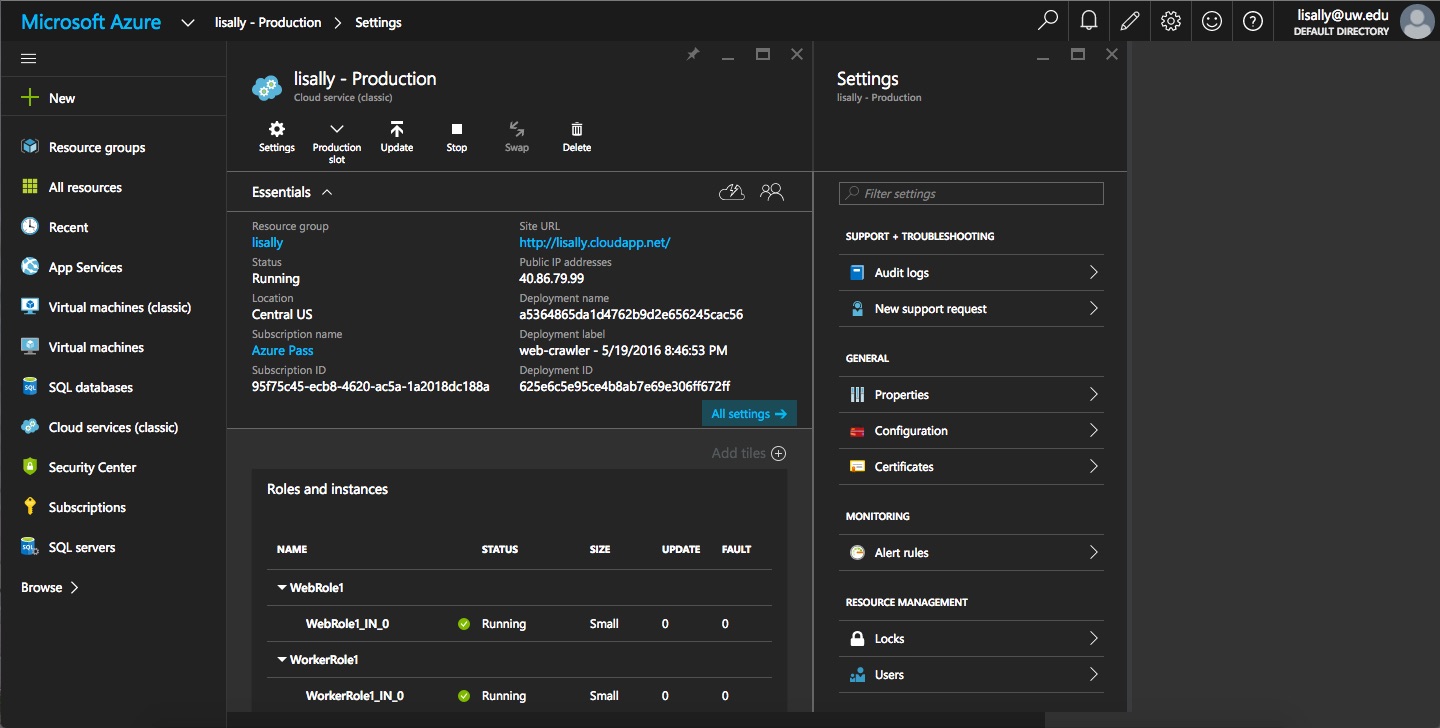 Microsoft Azure
lisally - Production > Settings
lisally@uw.edu
DEFAULT DIRECTORY
New
Resource groups
All resources
Recent
App Services
Virtual machines (classic)
Virtual machines
SQL databases
Cloud services (classic)
Security Center
Subscriptions
SQL servers
Browse >
lisally - Production
Cloud service (classic)
Settings
Production slot
Update
Stop
Swap
Delete
Essentials
Resource group
lisally
Status
Running
Location
Central US
Subscription name
Azure Pass
Subscription ID
95f75c45-ecb8-4620-ac5a-1a2018dc188a
Site URL
http://lisally.cloudapp.net/
Public IP addresses
40.86.79.99
Deployment name
a5364865da1d4762b9d2e656245cac56
Deployment label
web-crawler - 5/19/2016 8:46:53 PM
Deployment ID
625e6c5e95ce4b8ab7e69e306ff672ff
All settings →
Add tiles
Roles and instances
NAME STATUS SIZE UPDATE FAULT
WebRole1
WebRole1_IN_0 Running Small 0 0
WorkerRole1
WorkerRole1_IN_0 Running Small 0 0
Settings
lisally - Production
Filter settings
SUPPORT + TROUBLESHOOTING
Audit logs
New support request
GENERAL
Properties
Configuration
Certificates
MONITORING
Alert rules
RESOURCE MANAGEMENT
Locks
Users